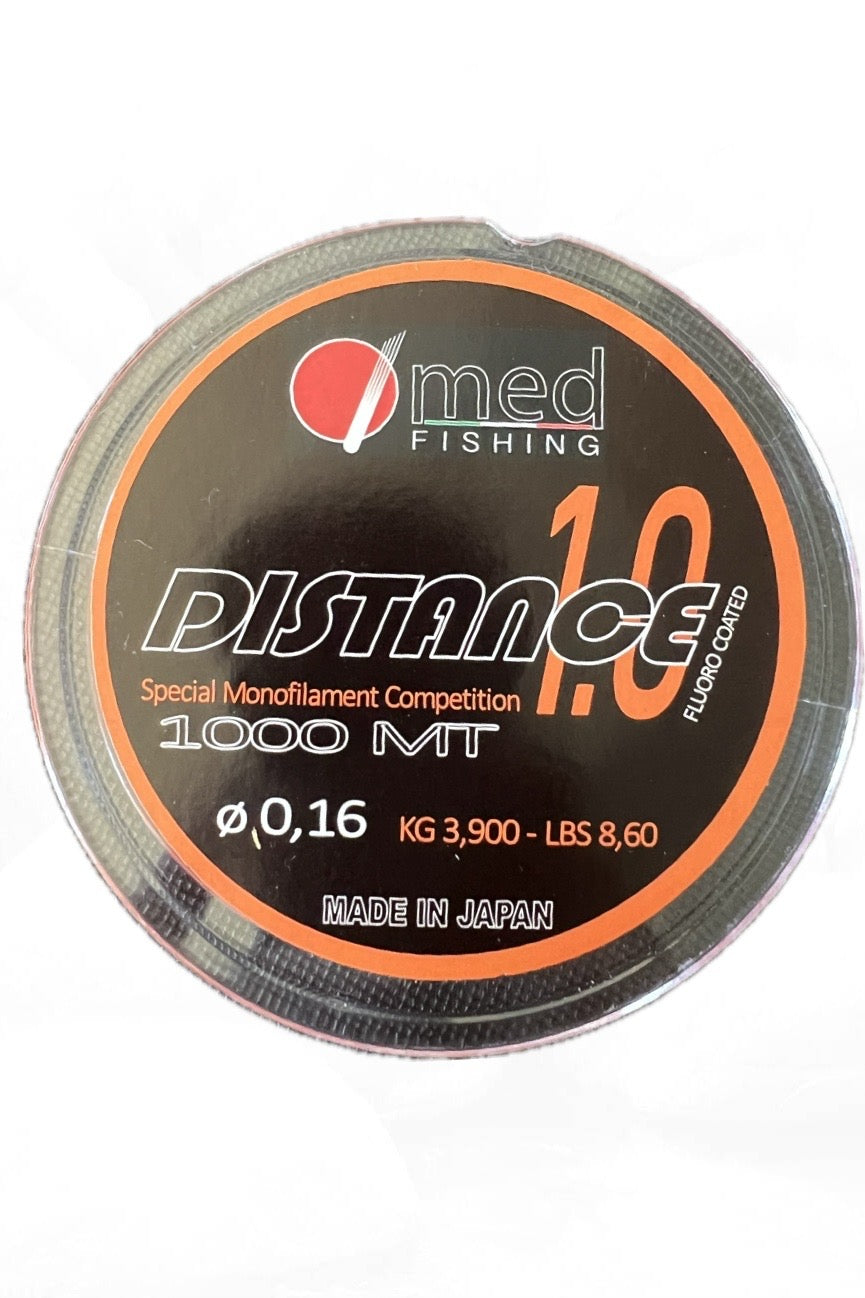 med
FISHING
1.0
DISTANCE
FLUORO COATED
Special Monofilament Competition
1000 MT
ø 0,16 KG 3,900 - LBS 8,60
MADE IN JAPAN